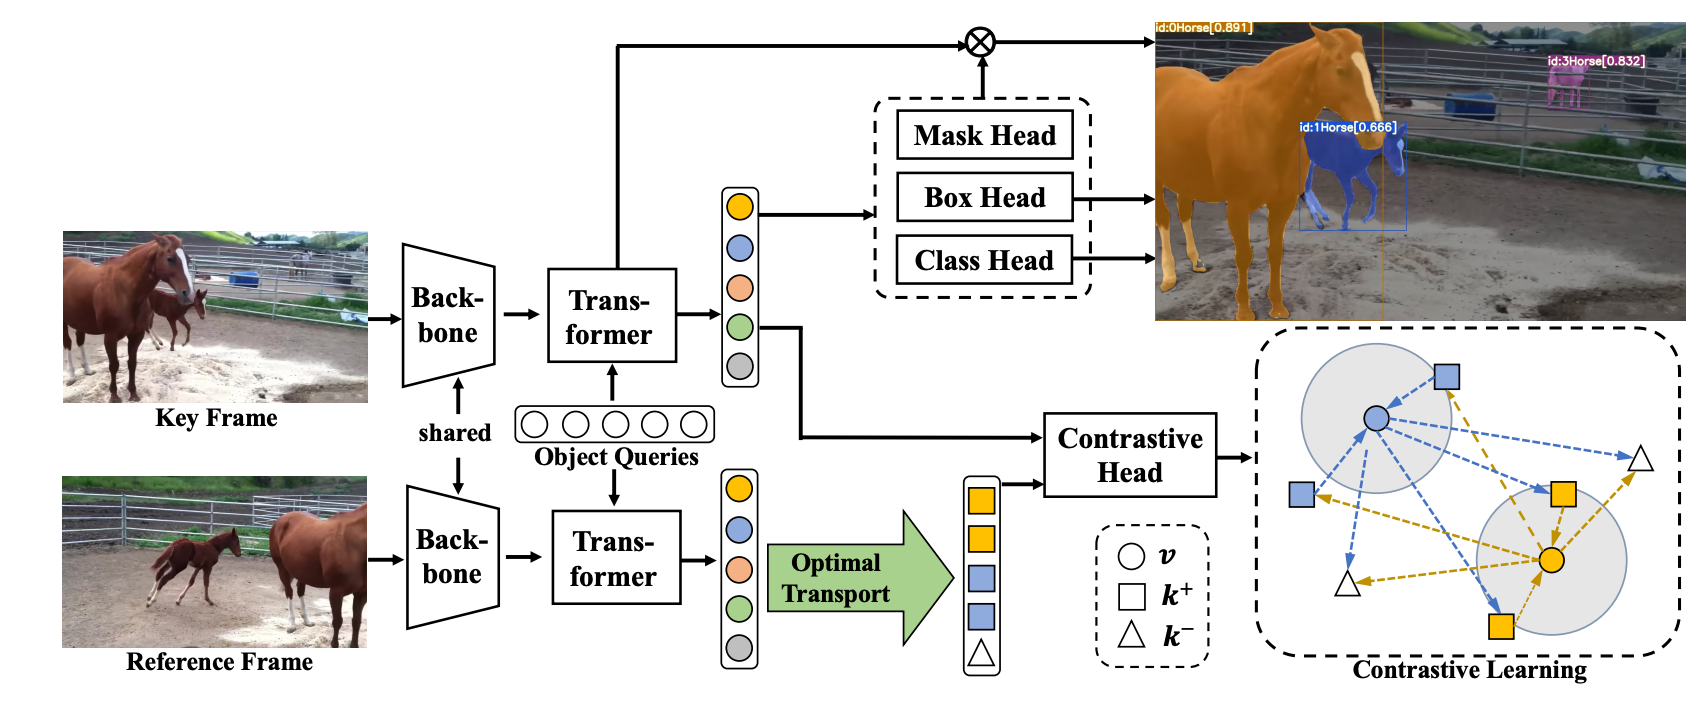 id:0Horse[0.891]
id:3Horse[0.832]
id:1Horse[0.666]
Mask Head
Box Head
Class Head
Back-
bone
Trans-
former
Key Frame
shared
Object Queries
Back-
bone
Trans-
former
Reference Frame
Optimal
Transport
Contrastive
Head
v
k⁺
k⁻
Contrastive Learning